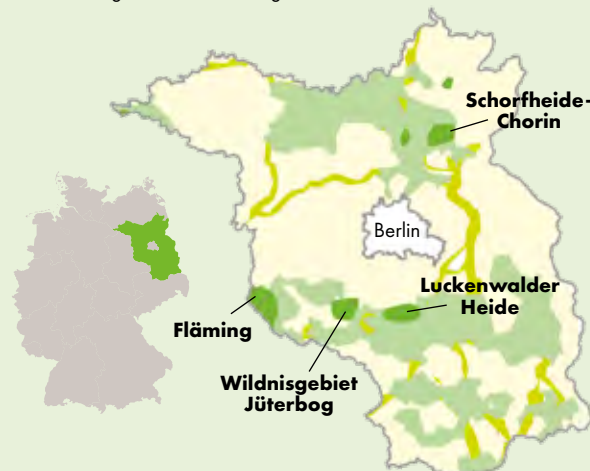 Schorfheide-
Chorin
Berlin
Luckenwalder
Heide
Fläming
Wildnisgebiet
Jüterbog